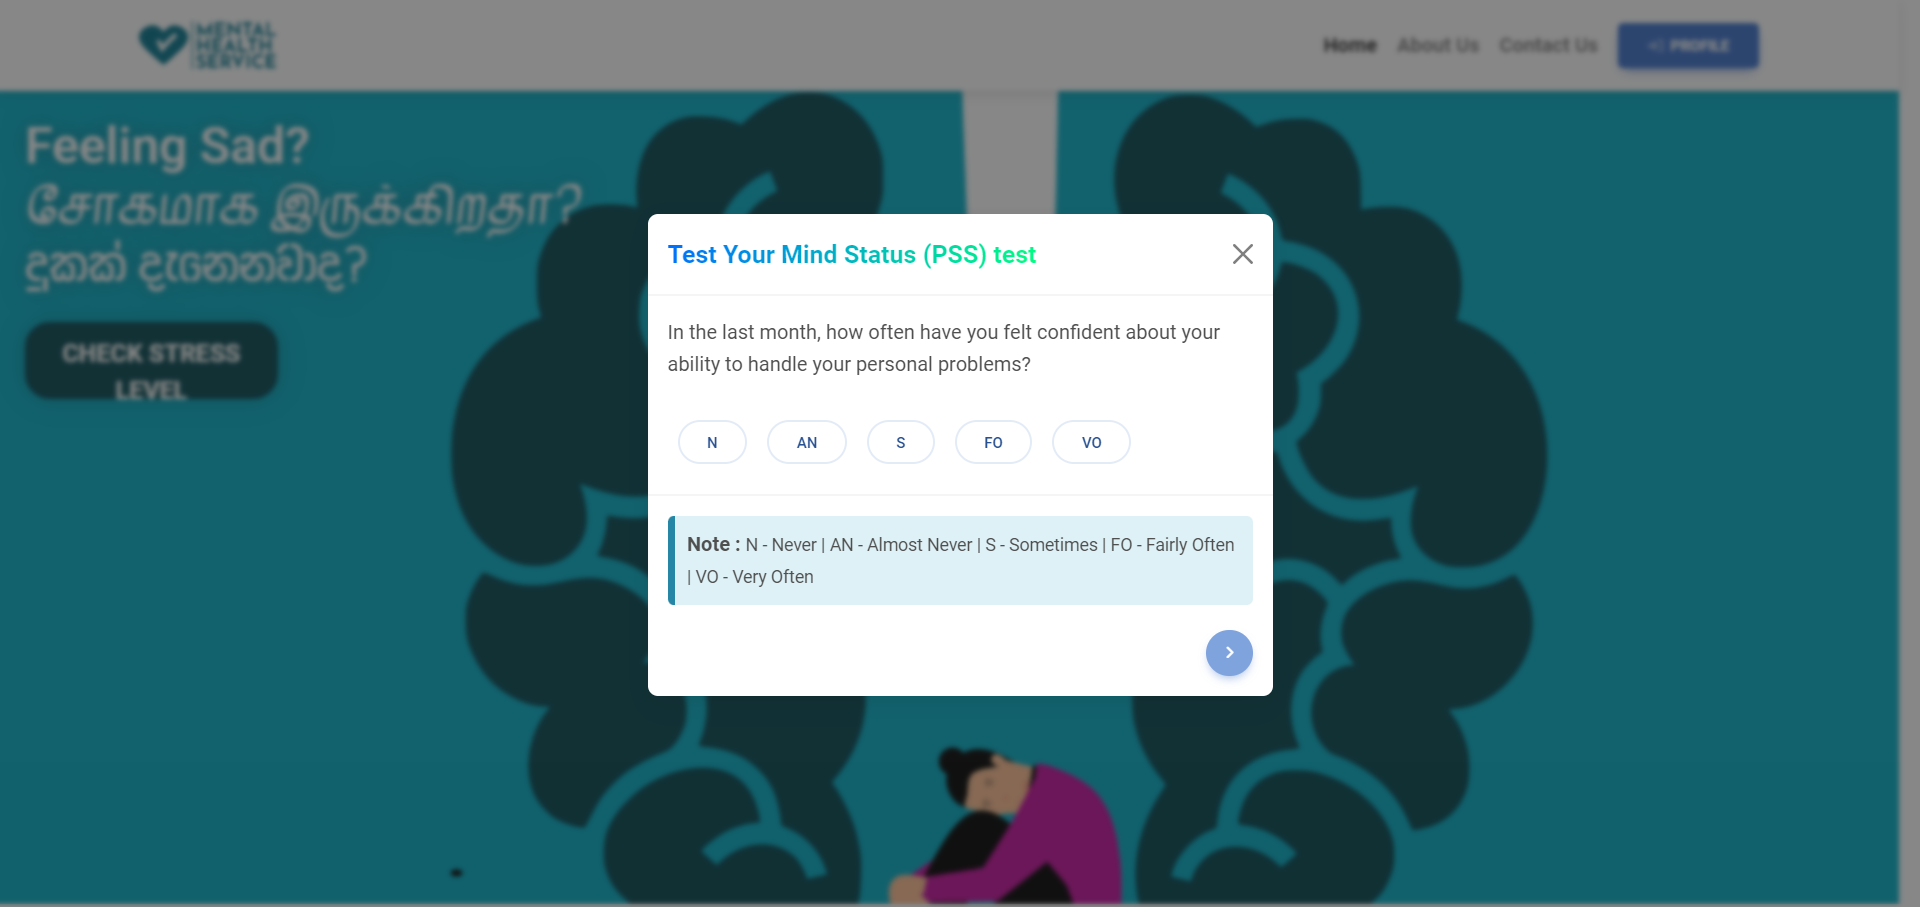 MENTAL
HEALTH
SERVICE
Home About Us Contact Us PROFILE
Feeling Sad?
சோகமாக இருக்கிறதா?
දුකක් දැනෙනවාද?
CHECK STRESS
LEVEL
Test Your Mind Status (PSS) test
In the last month, how often have you felt confident about your
ability to handle your personal problems?
N AN S FO VO
Note : N - Never | AN - Almost Never | S - Sometimes | FO - Fairly Often
| VO - Very Often